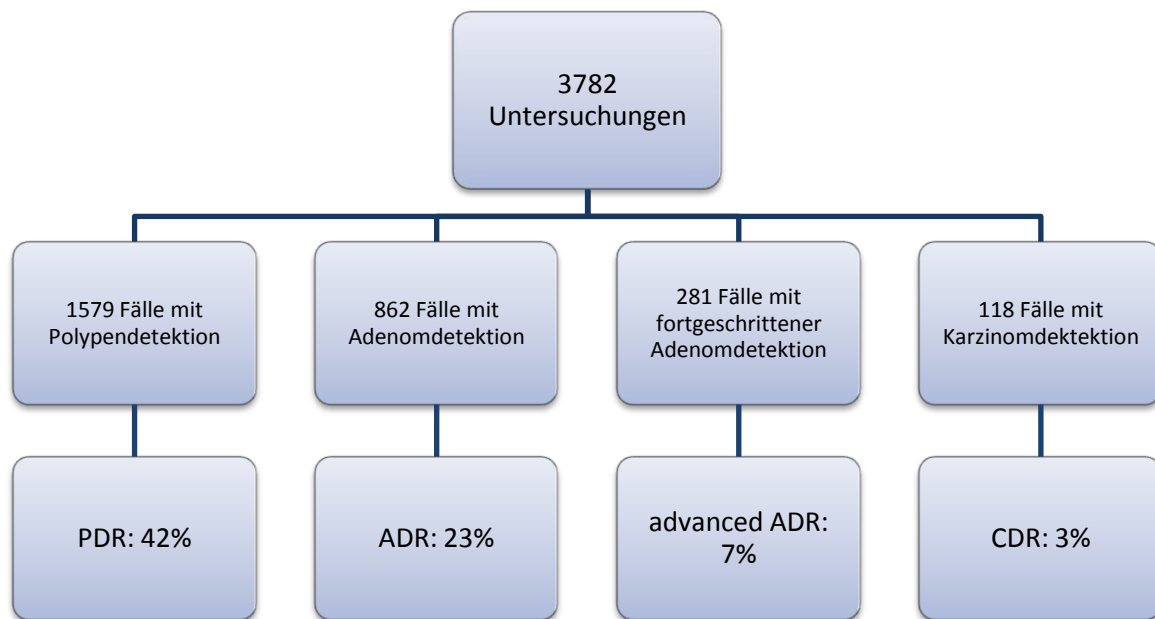 3782
Untersuchungen
1579 Fälle mit
Polypendetektion
862 Fälle mit
Adenomdetektion
281 Fälle mit
fortgeschrittener
Adenomdetektion
118 Fälle mit
Karzinomdektektion
PDR: 42%
ADR: 23%
advanced ADR:
7%
CDR: 3%